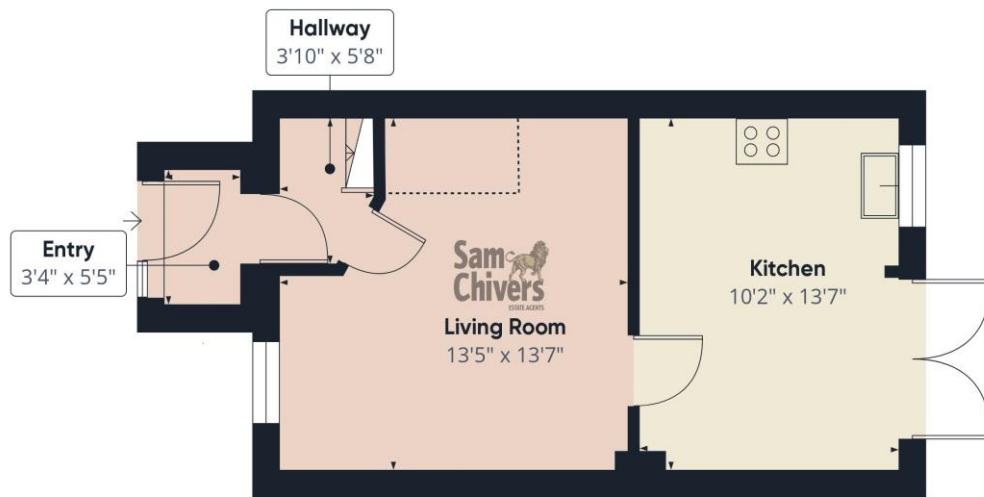 Hallway
3'10" x 5'8"
Entry
3'4" x 5'5"
Sam
Chivers
ESTATE AGENTS
Living Room
13'5" x 13'7"
Kitchen
10'2" x 13'7"